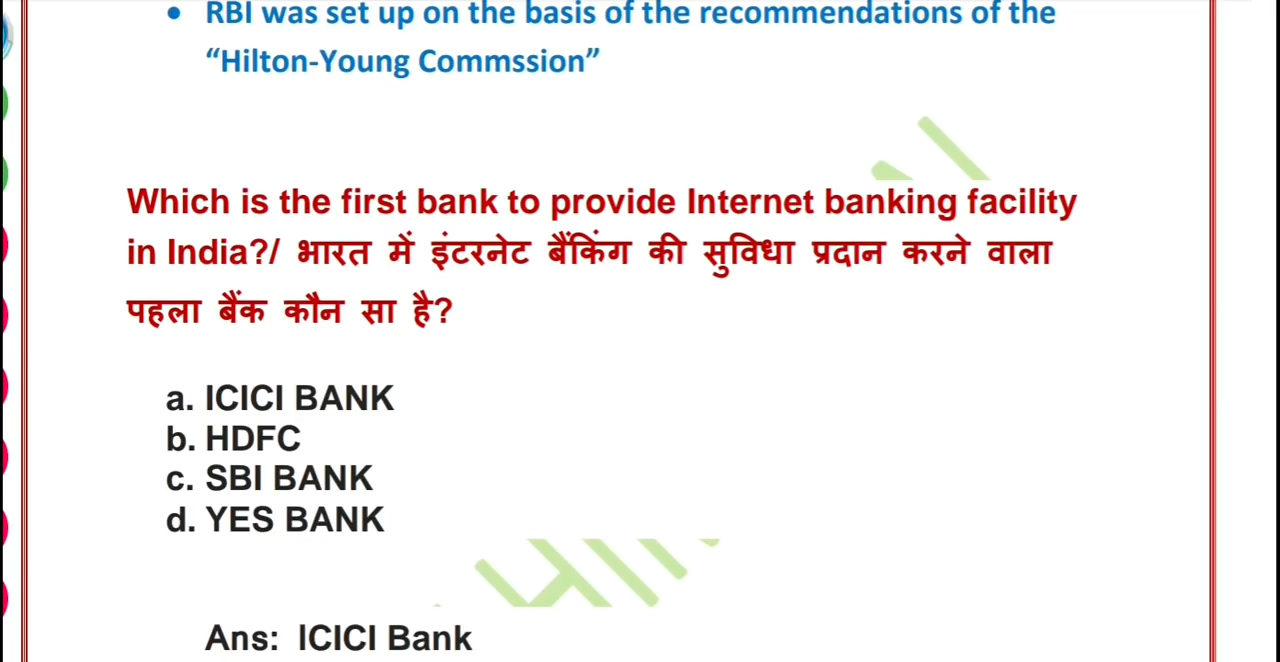 • RBI was set up on the basis of the recommendations of the
“Hilton-Young Commssion”
Which is the first bank to provide Internet banking facility
in India?/ भारत में इंटरनेट बैंकिंग की सुविधा प्रदान करने वाला
पहला बैंक कौन सा है?
a. ICICI BANK
b. HDFC
c. SBI BANK
d. YES BANK
Ans: ICICI Bank